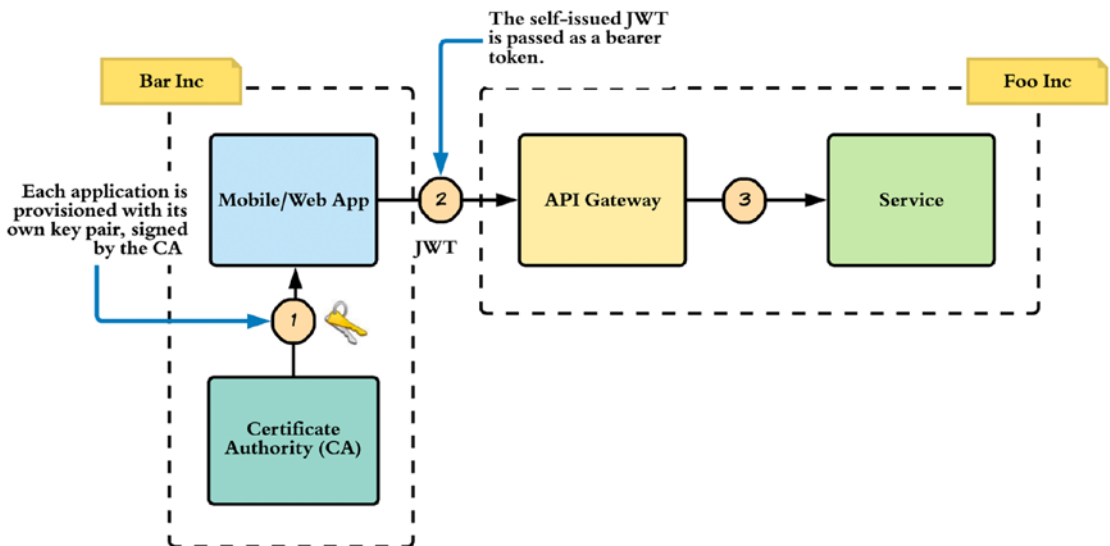 The self-issued JWT
is passed as a bearer
token.
Bar Inc
Foo Inc
Each application is
provisioned with its
own key pair, signed
by the CA
Mobile/Web App
2
JWT
API Gateway
3
Service
1
Certificate
Authority (CA)